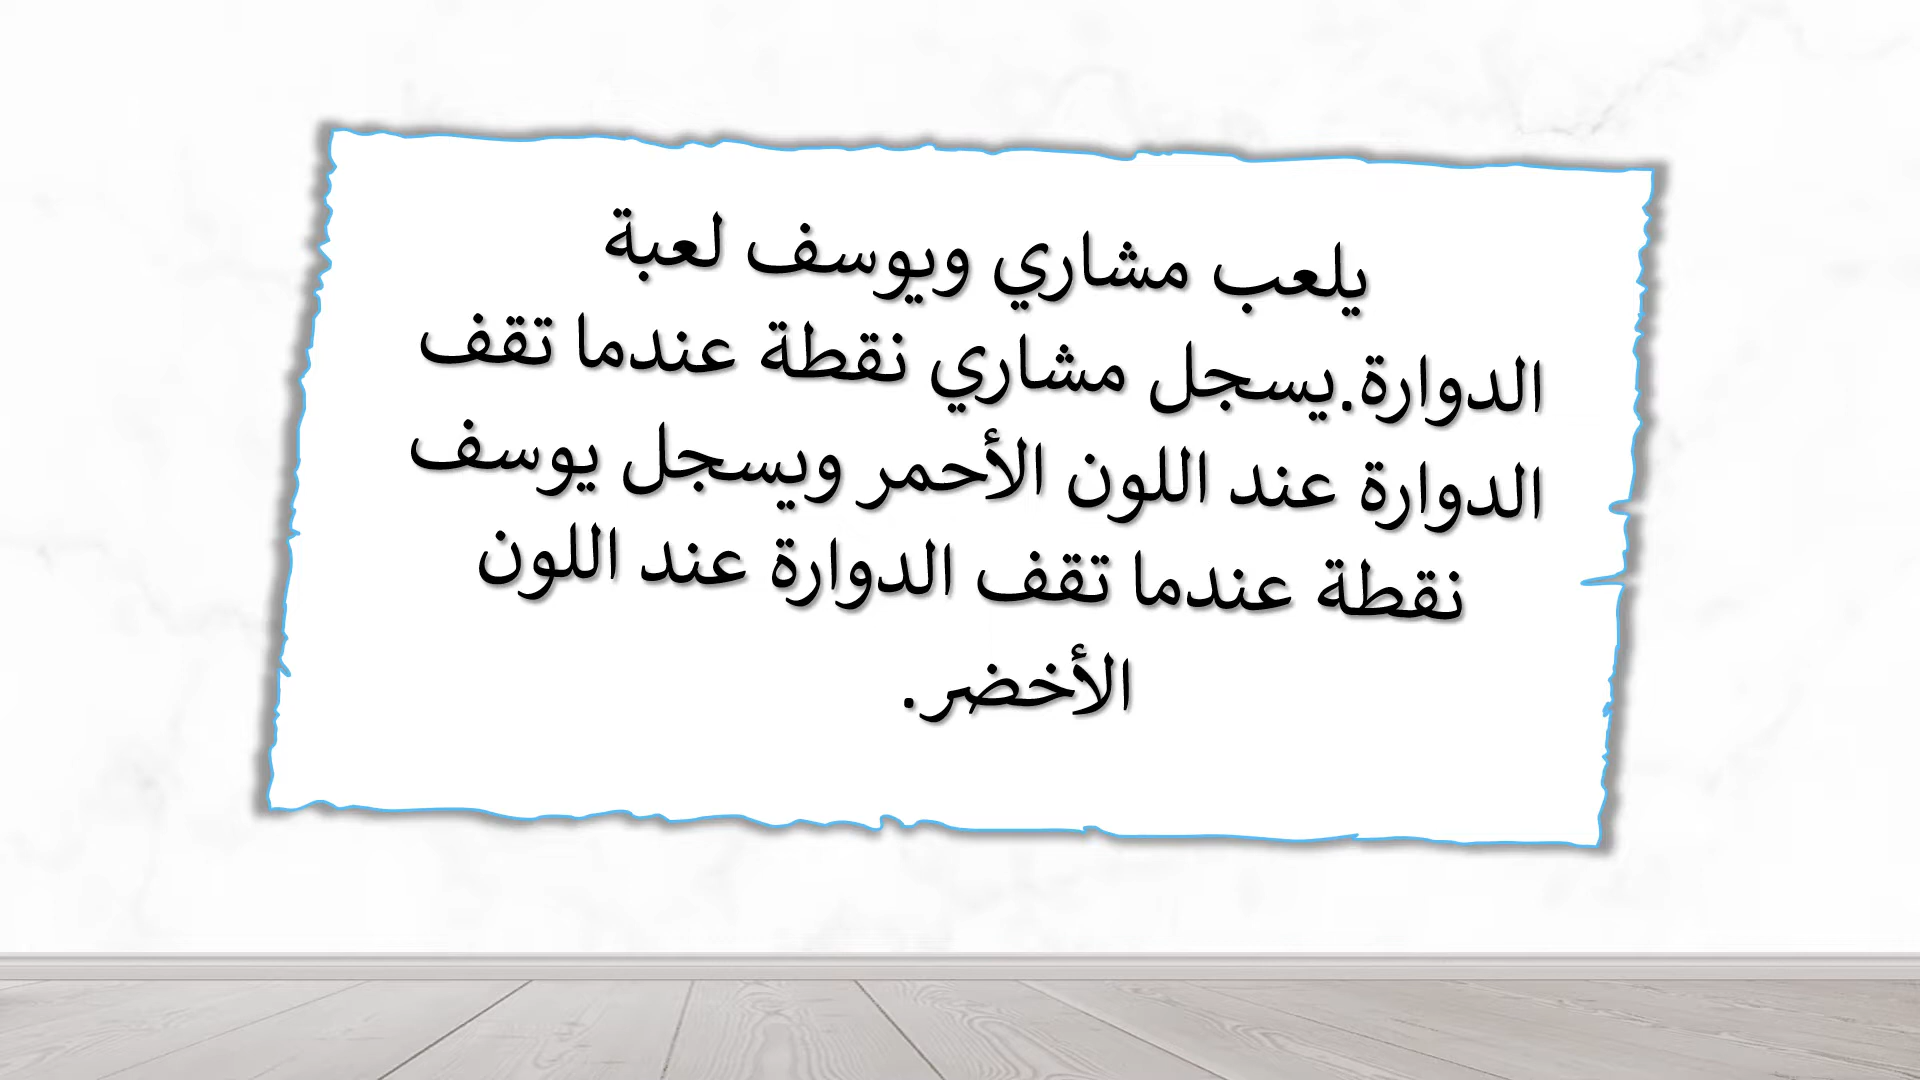 يلعب مشاري ويوسف لعبة
الدوارة.يسجل مشاري نقطة عندما تقف
الدوارة عند اللون الأحمر ويسجل يوسف
نقطة عندما تقف الدوارة عند اللون
الأخضر.